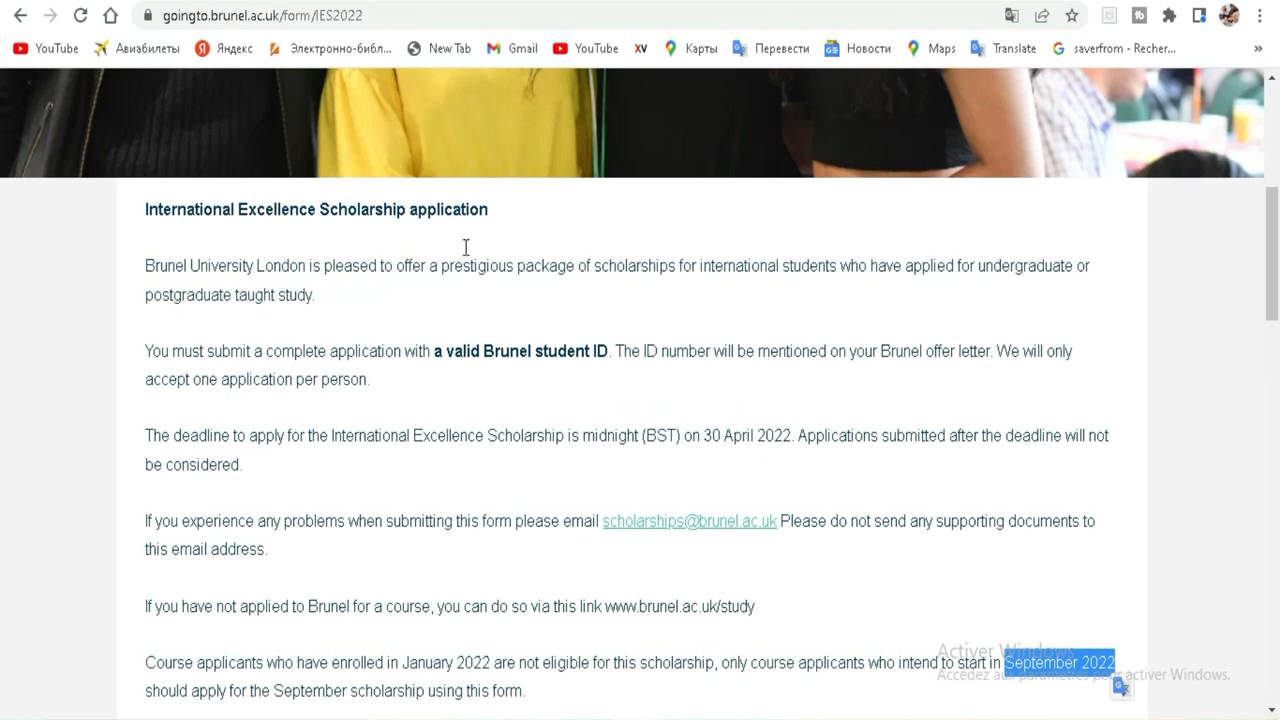 goingto.brunel.ac.uk/form/IES2022
YouTube Авиабилеты Яндекс Электронно-библ... New Tab Gmail YouTube XV Карты Перевести Новости Maps Translate saverfrom - Recher... »
International Excellence Scholarship application
Brunel University London is pleased to offer a prestigious package of scholarships for international students who have applied for undergraduate or
postgraduate taught study.
You must submit a complete application with a valid Brunel student ID. The ID number will be mentioned on your Brunel offer letter. We will only
accept one application per person.
The deadline to apply for the International Excellence Scholarship is midnight (BST) on 30 April 2022. Applications submitted after the deadline will not
be considered.
If you experience any problems when submitting this form please email scholarships@brunel.ac.uk Please do not send any supporting documents to
this email address.
If you have not applied to Brunel for a course, you can do so via this link www.brunel.ac.uk/study
Activer Windows
Course applicants who have enrolled in January 2022 are not eligible for this scholarship, only course applicants who intend to start in September 2022
Accédez aux paramètres pour activer Windows.
should apply for the September scholarship using this form.